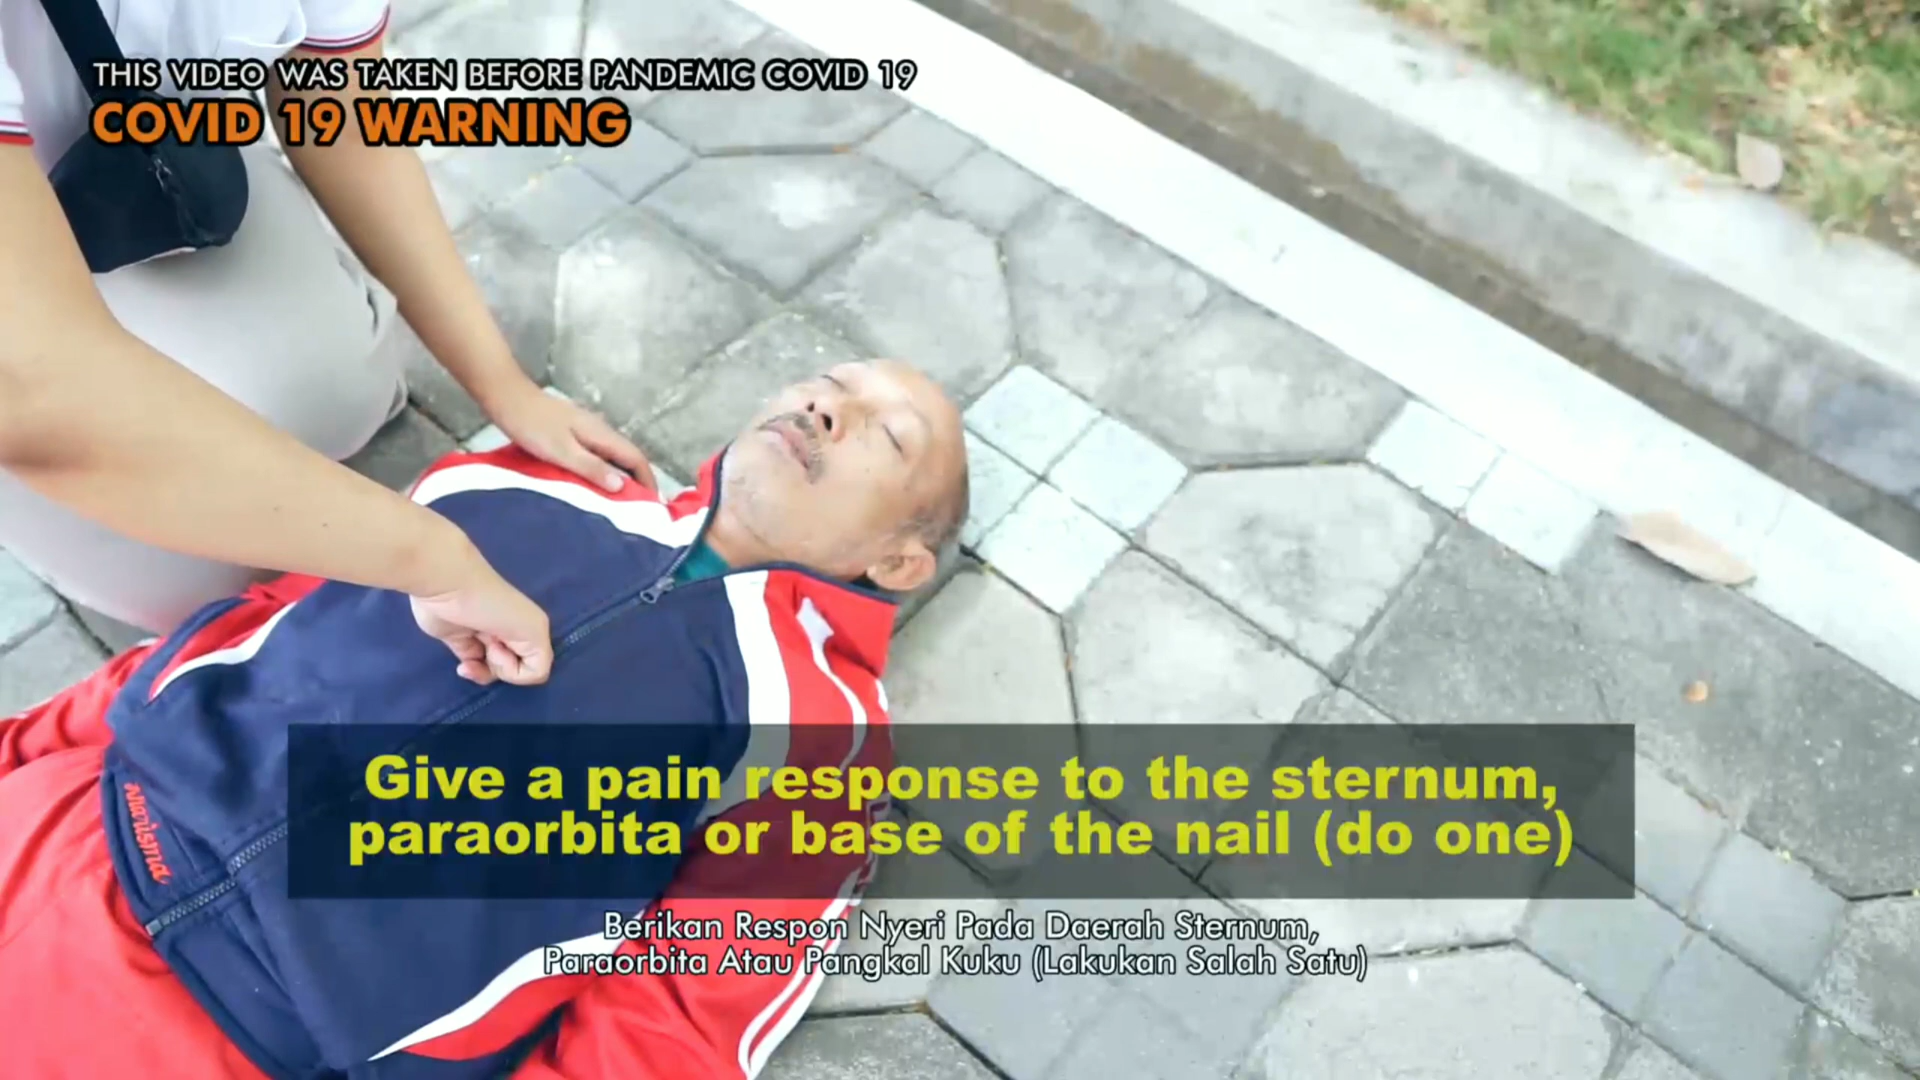 THIS VIDEO WAS TAKEN BEFORE PANDEMIC COVID 19
COVID 19 WARNING
Marisma
Give a pain response to the sternum,
paraorbita or base of the nail (do one)
Berikan Respon Nyeri Pada Daerah Sternum,
Paraorbita Atau Pangkal Kuku (Lakukan Salah Satu)